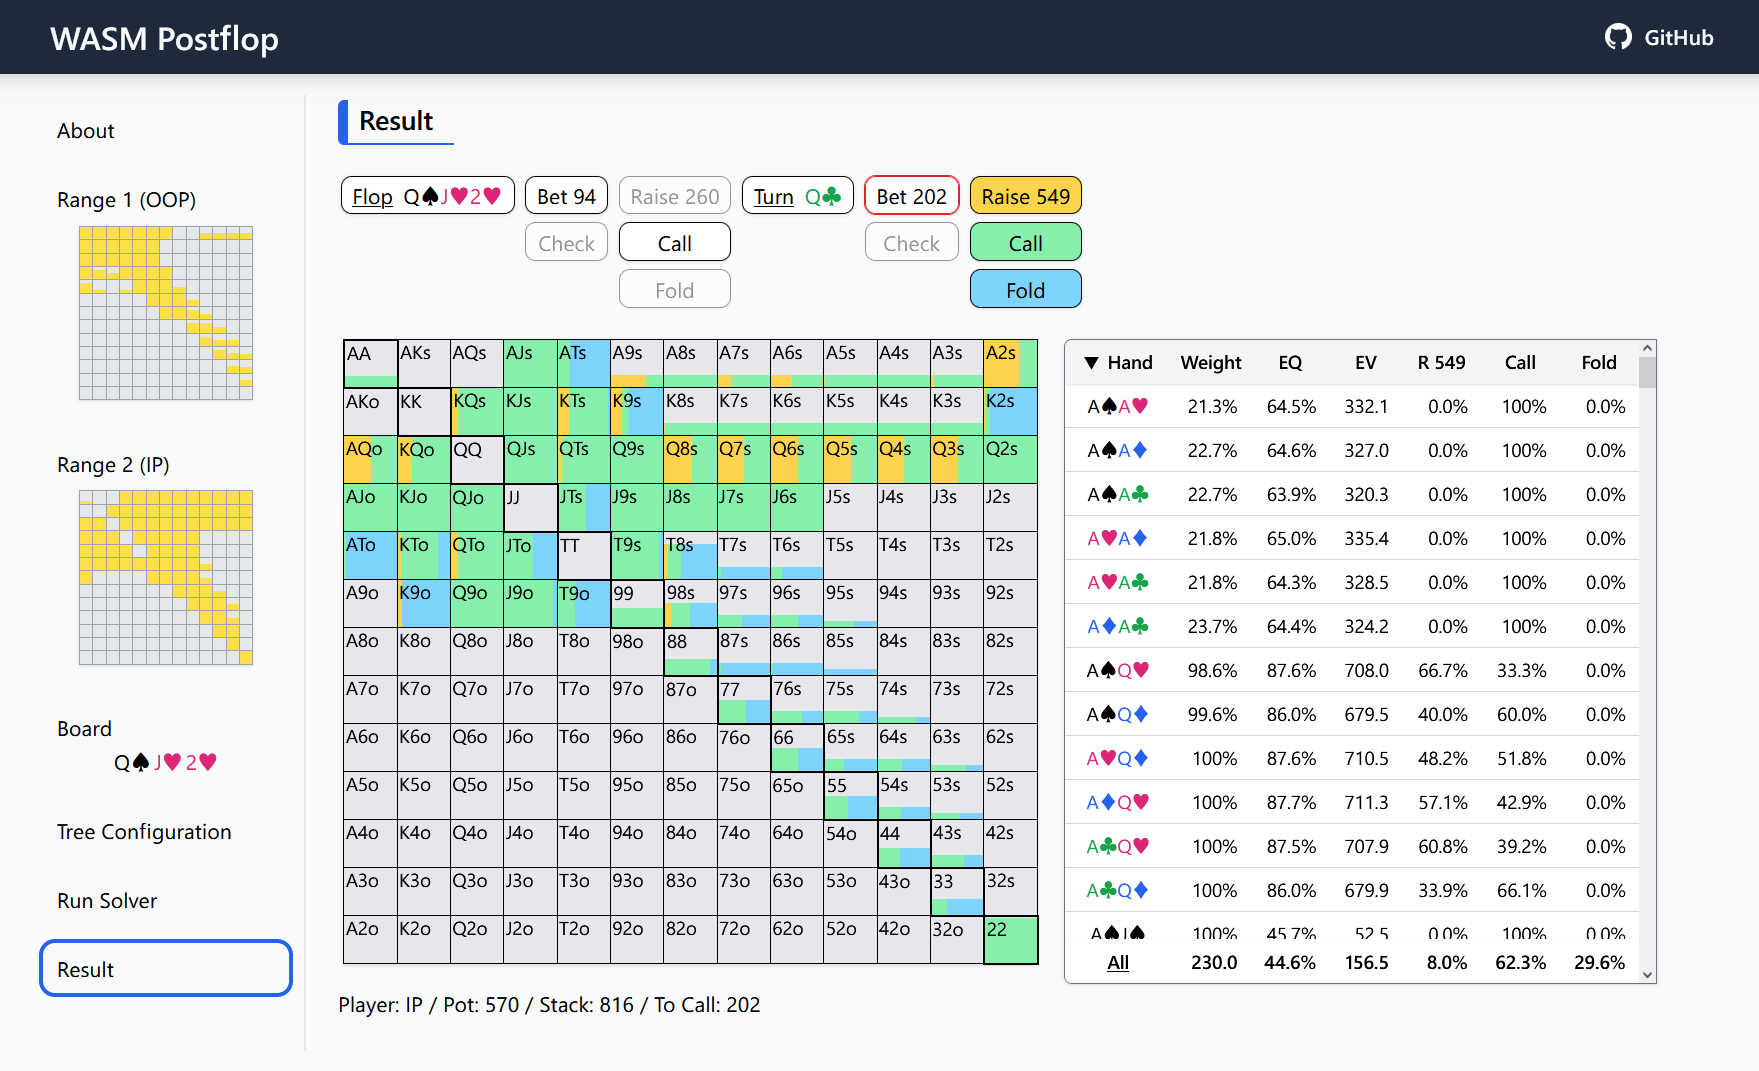 WASM Postflop
GitHub
About
Range 1 (OOP)
Range 2 (IP)
Board
Q♠J♥2♥
Tree Configuration
Run Solver
Result
Result
Flop Q♠J♥2♥ Bet 94 Raise 260 Turn Q♣ Bet 202 Raise 549
Check Call Check Call
Fold Fold
AA AKs AQs AJs ATs A9s A8s A7s A6s A5s A4s A3s A2s
AKo KK KQs KJs KTs K9s K8s K7s K6s K5s K4s K3s K2s
AQo KQo QQ QJs QTs Q9s Q8s Q7s Q6s Q5s Q4s Q3s Q2s
AJo KJo QJo JJ JTs J9s J8s J7s J6s J5s J4s J3s J2s
ATo KTo QTo JTo TT T9s T8s T7s T6s T5s T4s T3s T2s
A9o K9o Q9o J9o T9o 99 98s 97s 96s 95s 94s 93s 92s
A8o K8o Q8o J8o T8o 98o 88 87s 86s 85s 84s 83s 82s
A7o K7o Q7o J7o T7o 97o 87o 77 76s 75s 74s 73s 72s
A6o K6o Q6o J6o T6o 96o 86o 76o 66 65s 64s 63s 62s
A5o K5o Q5o J5o T5o 95o 85o 75o 65o 55 54s 53s 52s
A4o K4o Q4o J4o T4o 94o 84o 74o 64o 54o 44 43s 42s
A3o K3o Q3o J3o T3o 93o 83o 73o 63o 53o 43o 33 32s
A2o K2o Q2o J2o T2o 92o 82o 72o 62o 52o 42o 32o 22
Player: IP / Pot: 570 / Stack: 816 / To Call: 202
▼ Hand Weight EQ EV R 549 Call Fold
A♠A♥ 21.3% 64.5% 332.1 0.0% 100% 0.0%
A♠A♦ 22.7% 64.6% 327.0 0.0% 100% 0.0%
A♠A♣ 22.7% 63.9% 320.3 0.0% 100% 0.0%
A♥A♦ 21.8% 65.0% 335.4 0.0% 100% 0.0%
A♥A♣ 21.8% 64.3% 328.5 0.0% 100% 0.0%
A♦A♣ 23.7% 64.4% 324.2 0.0% 100% 0.0%
A♠Q♥ 98.6% 87.6% 708.0 66.7% 33.3% 0.0%
A♠Q♦ 99.6% 86.0% 679.5 40.0% 60.0% 0.0%
A♥Q♦ 100% 87.6% 710.5 48.2% 51.8% 0.0%
A♦Q♥ 100% 87.7% 711.3 57.1% 42.9% 0.0%
A♣Q♥ 100% 87.5% 707.9 60.8% 39.2% 0.0%
A♣Q♦ 100% 86.0% 679.9 33.9% 66.1% 0.0%
A♠J♠ 100% 45.7% 52.5 0.0% 100% 0.0%
All 230.0 44.6% 156.5 8.0% 62.3% 29.6%